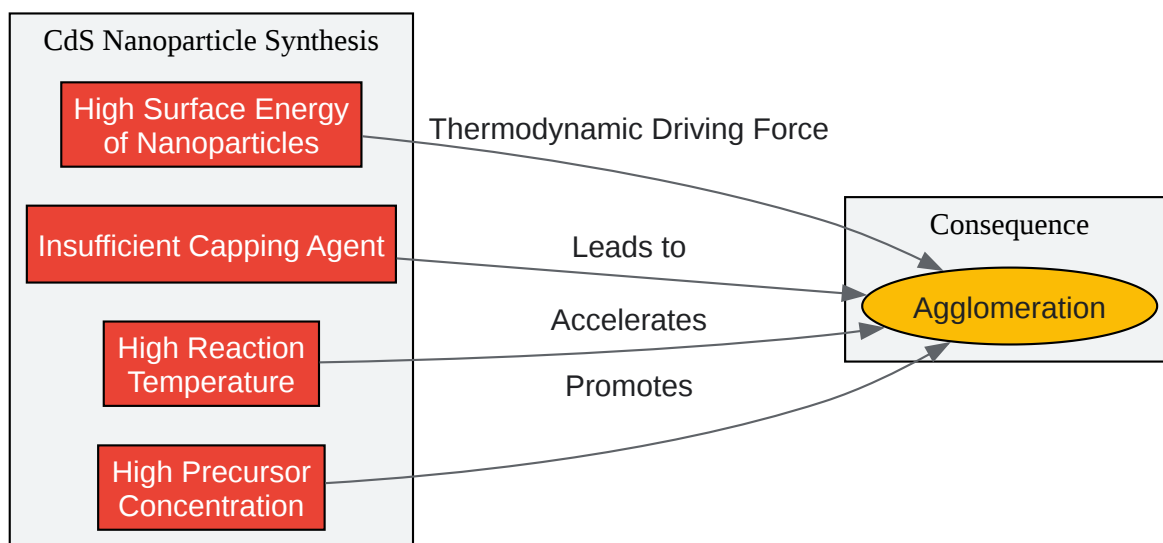 CdS Nanoparticle Synthesis
High Surface Energy
of Nanoparticles
Thermodynamic Driving Force
Insufficient Capping Agent
Leads to
High Reaction
Temperature
Accelerates
High Precursor
Concentration
Promotes
Consequence
Agglomeration